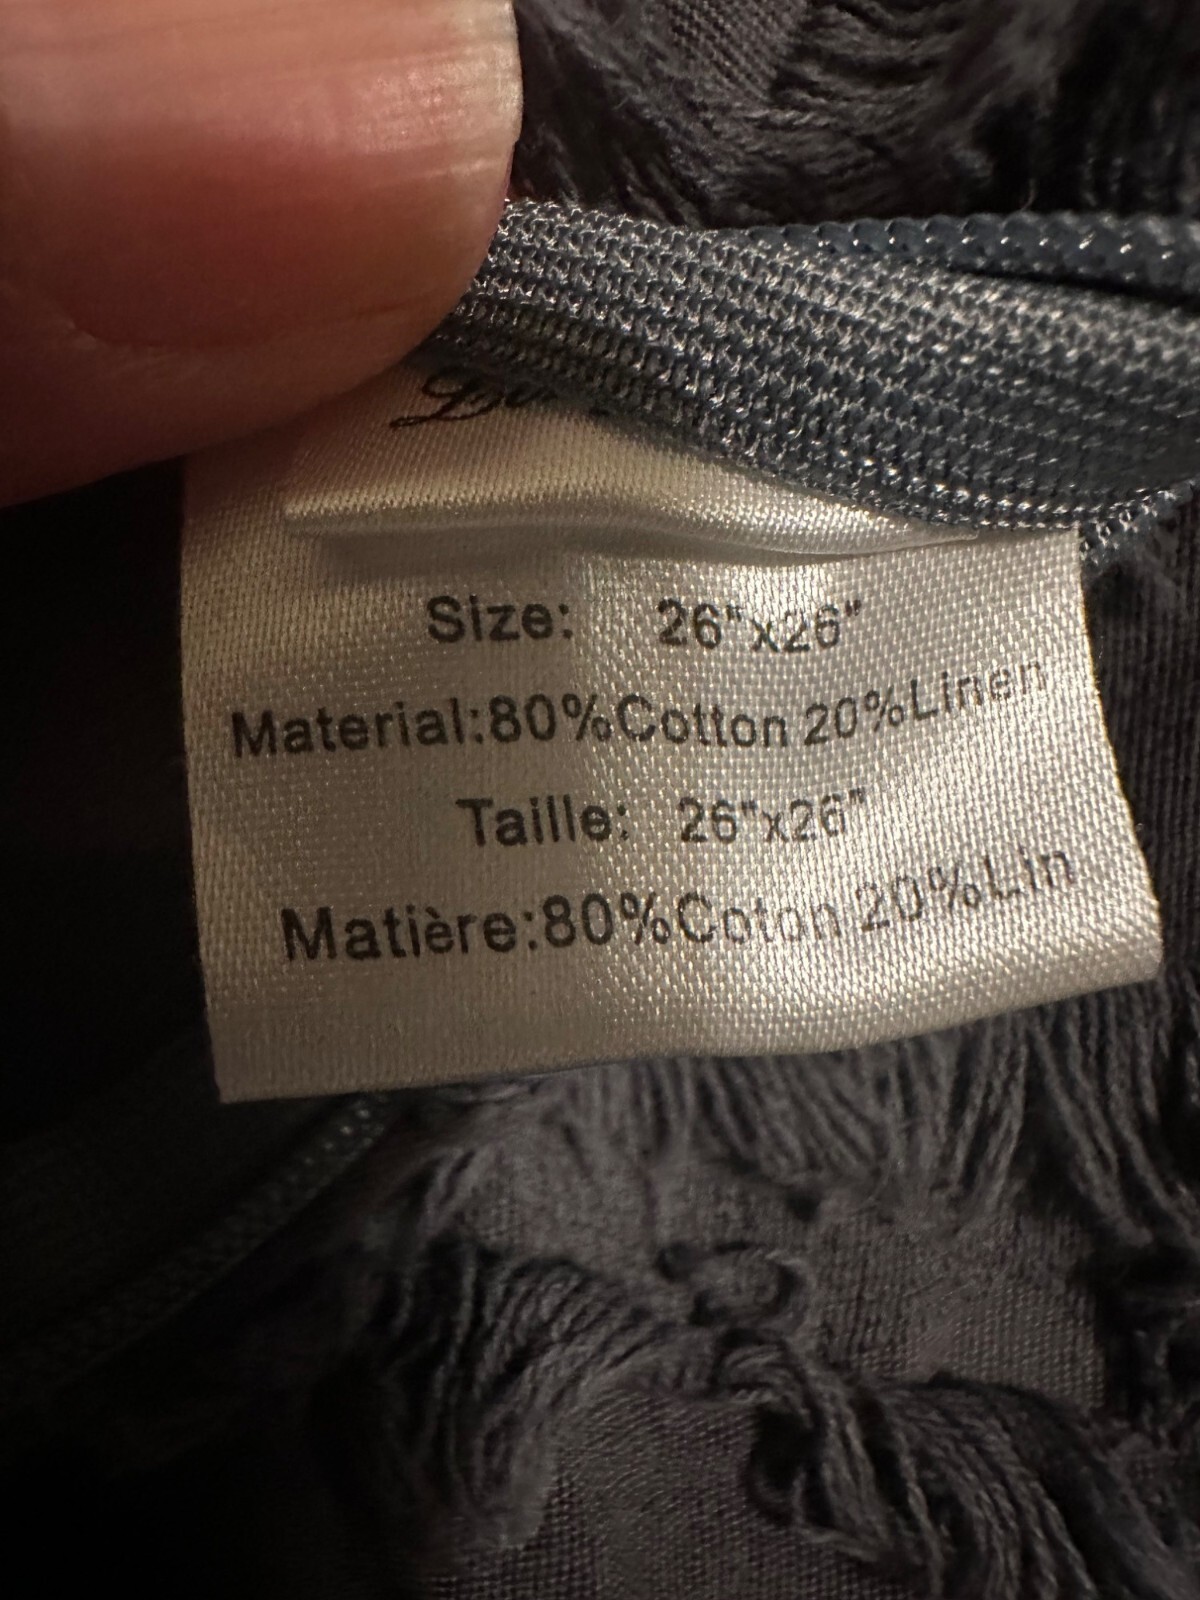 Size: 26"x26"
Material:80%Cotton 20%Linen
Taille: 26"x26"
Matière:80%Coton 20%Lin